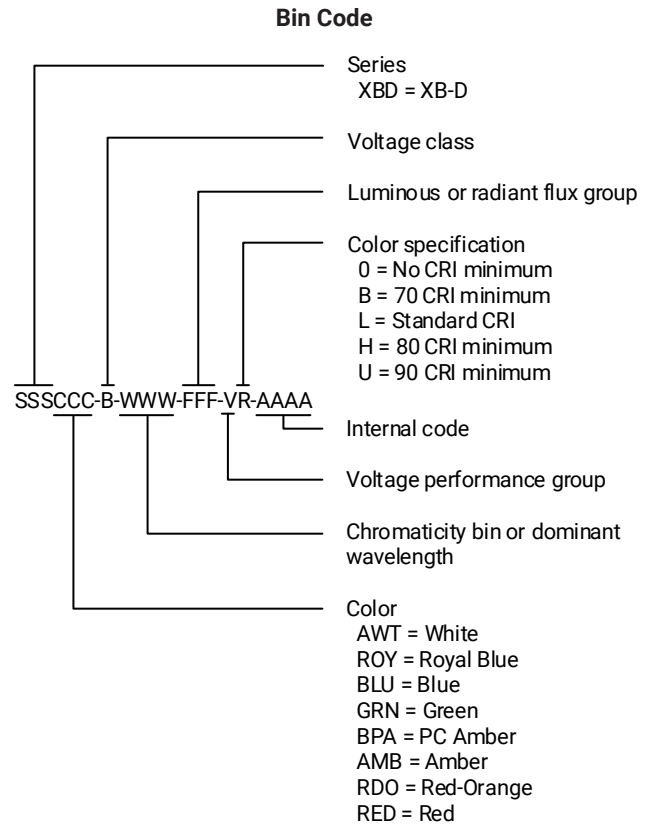 Bin Code
Series
XBD = XB-D
Voltage class
Luminous or radiant flux group
Color specification
0 = No CRI minimum
B = 70 CRI minimum
L = Standard CRI
H = 80 CRI minimum
U = 90 CRI minimum
SSSCCC-B-WWW-FFF-VR-AAAA
Internal code
Voltage performance group
Chromaticity bin or dominant
wavelength
Color
AWT = White
ROY = Royal Blue
BLU = Blue
GRN = Green
BPA = PC Amber
AMB = Amber
RDO = Red-Orange
RED = Red